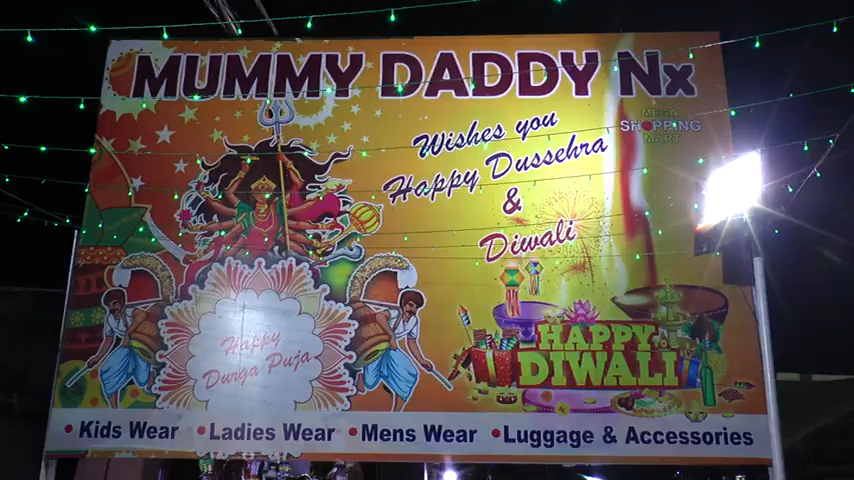 MUMMY DADDY Nx
MEGA
SHOPPING
MART
Wishes you
Happy Dussehra
&
Diwali
Happy
Durga Puja
HAPPY
DIWALI
• Kids Wear • Ladies Wear • Mens Wear • Luggage & Accessories